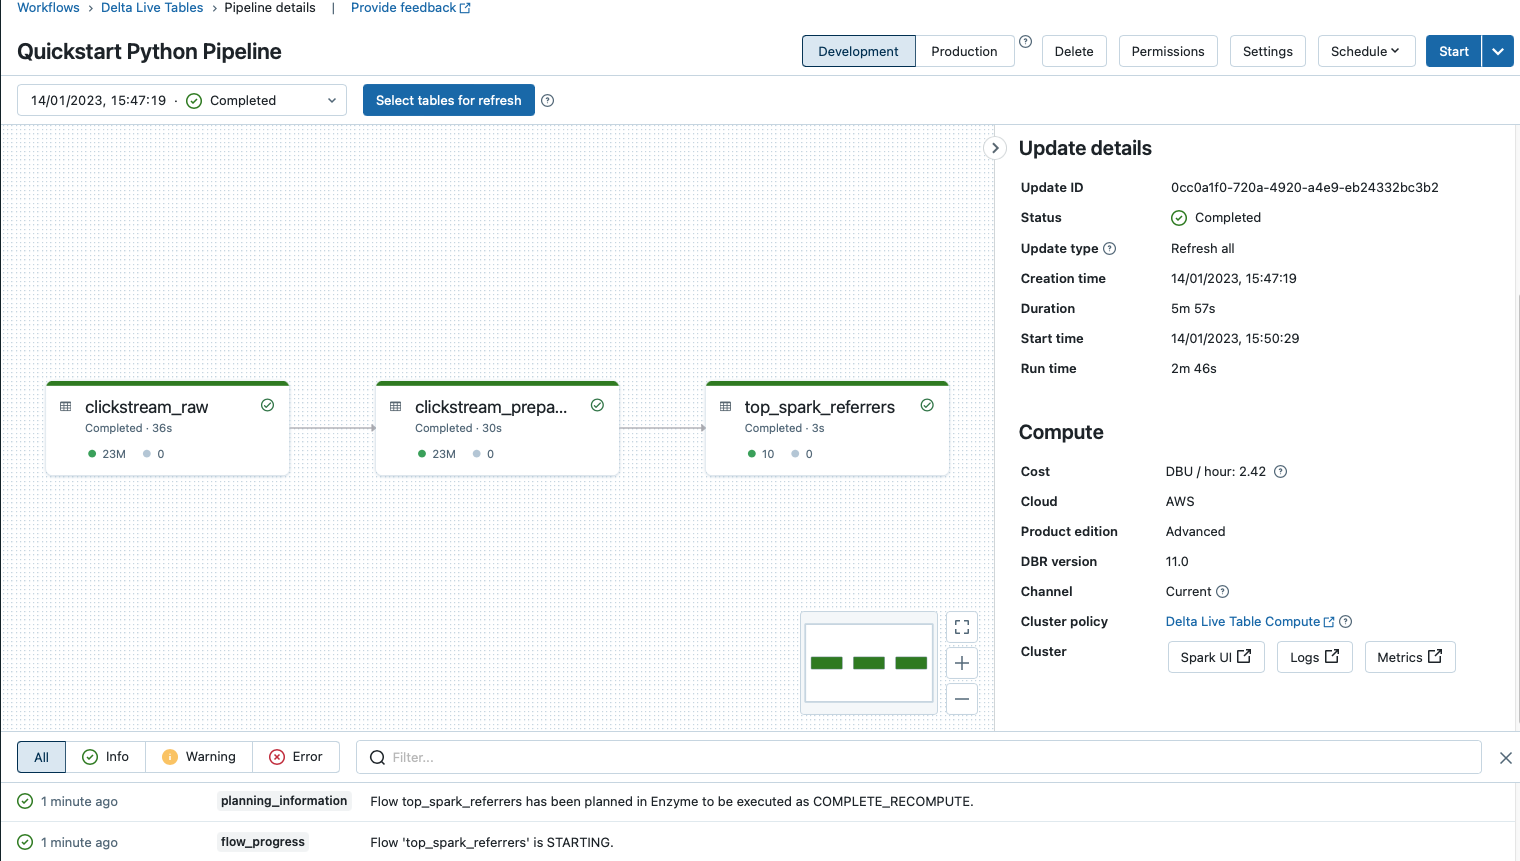 Workflows › Delta Live Tables › Pipeline details | Provide feedback
Quickstart Python Pipeline
Development Production ? Delete Permissions Settings Schedule Start
14/01/2023, 15:47:19 · Completed Select tables for refresh ?
Update details
Update ID 0cc0a1f0-720a-4920-a4e9-eb24332bc3b2
Status Completed
Update type ? Refresh all
Creation time 14/01/2023, 15:47:19
Duration 5m 57s
Start time 14/01/2023, 15:50:29
Run time 2m 46s
clickstream_raw
Completed · 36s
23M 0
clickstream_prepa...
Completed · 30s
23M 0
top_spark_referrers
Completed · 3s
10 0
Compute
Cost DBU / hour: 2.42 ?
Cloud AWS
Product edition Advanced
DBR version 11.0
Channel Current ?
Cluster policy Delta Live Table Compute ?
Cluster Spark UI Logs Metrics
All Info Warning Error Filter...
1 minute ago planning_information Flow top_spark_referrers has been planned in Enzyme to be executed as COMPLETE_RECOMPUTE.
1 minute ago flow_progress Flow 'top_spark_referrers' is STARTING.